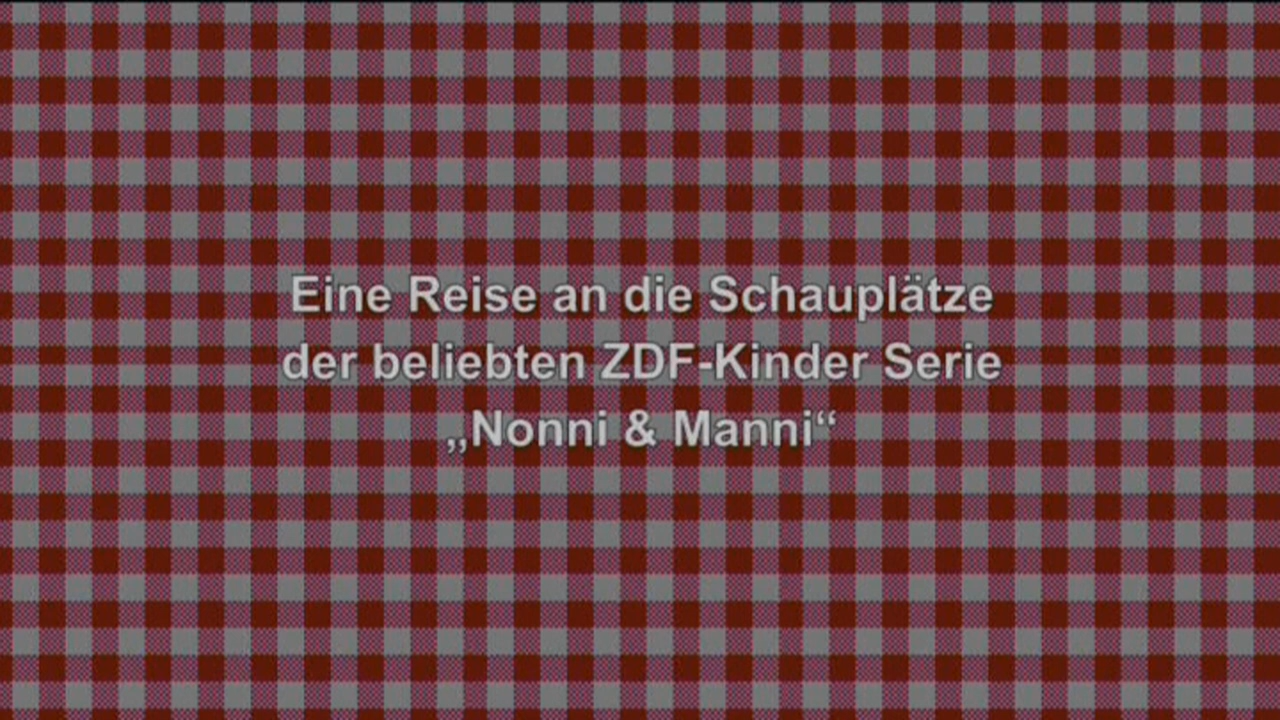 Eine Reise an die Schauplätze
der beliebten ZDF-Kinder Serie
„Nonni & Manni“